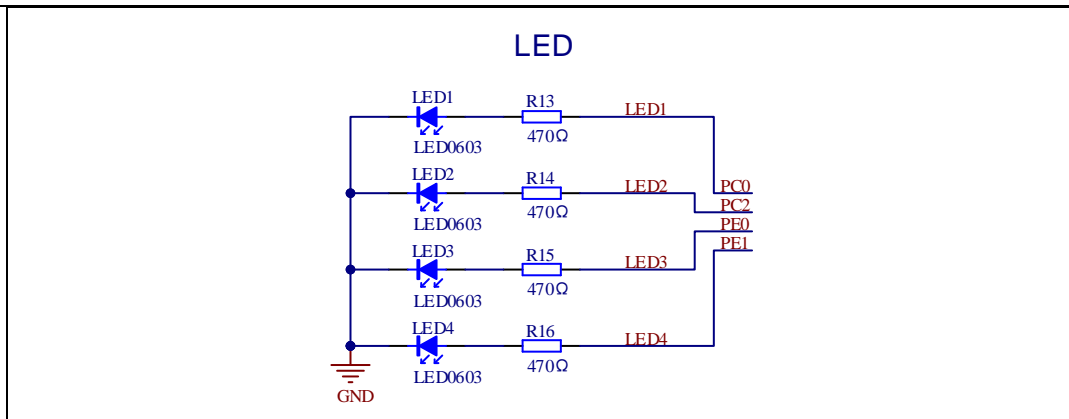 LED
LED1
R13
LED1
470Ω
LED0603
LED2
R14
LED2
PC0
470Ω
LED0603
PC2
PE0
LED3
R15
LED3
PE1
470Ω
LED0603
LED4
R16
LED4
470Ω
LED0603
GND